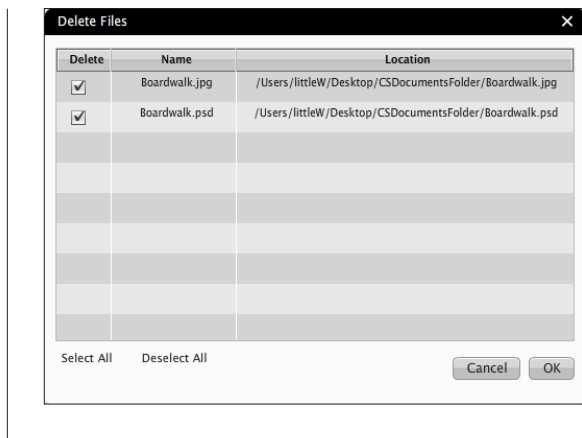 Delete Files
Delete Name Location
Boardwalk.jpg /Users/littleW/Desktop/CSDocumentsFolder/Boardwalk.jpg
Boardwalk.psd /Users/littleW/Desktop/CSDocumentsFolder/Boardwalk.psd
Select All Deselect All
Cancel OK